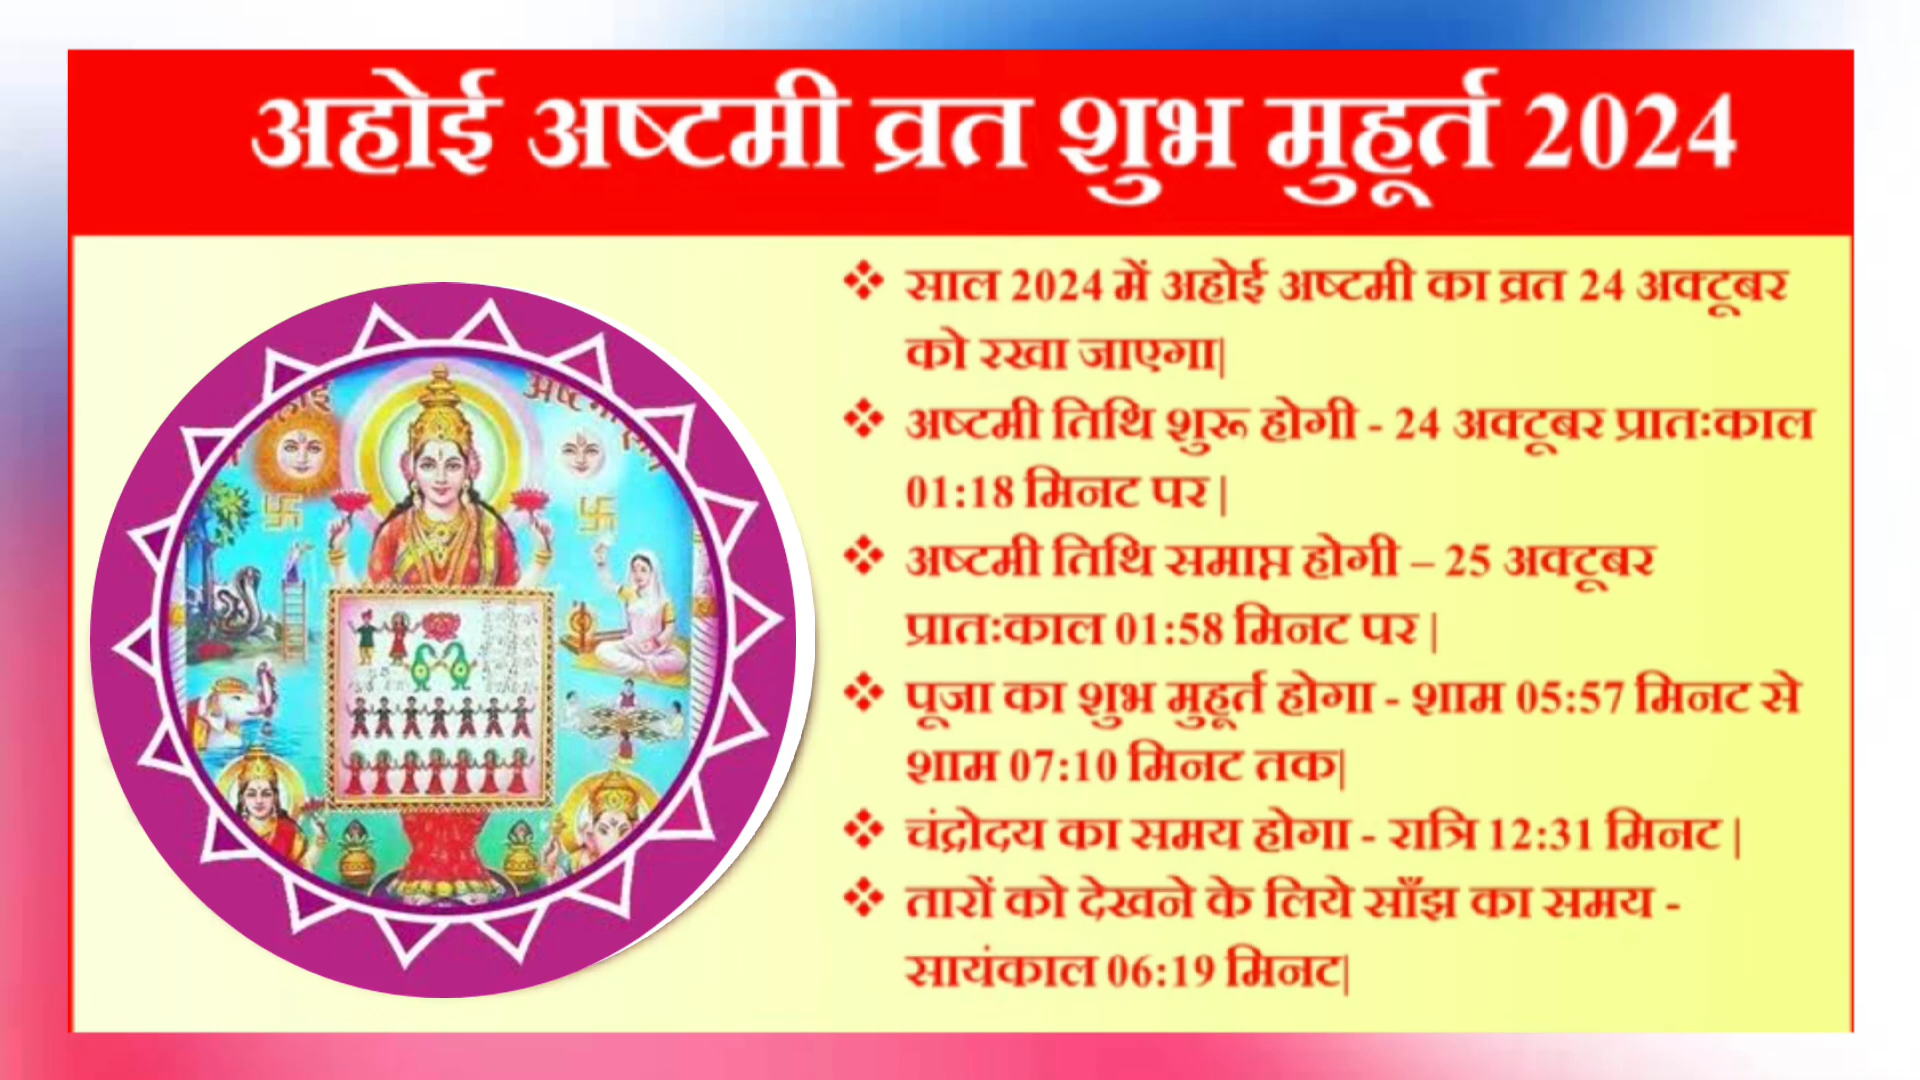 अहोई अष्टमी व्रत शुभ मुहूर्त 2024
❖ साल 2024 में अहोई अष्टमी का व्रत 24 अक्टूबर
को रखा जाएगा|
❖ अष्टमी तिथि शुरू होगी - 24 अक्टूबर प्रातःकाल
01:18 मिनट पर |
❖ अष्टमी तिथि समाप्त होगी – 25 अक्टूबर
प्रातःकाल 01:58 मिनट पर |
❖ पूजा का शुभ मुहूर्त होगा - शाम 05:57 मिनट से
शाम 07:10 मिनट तक|
❖ चंद्रोदय का समय होगा - रात्रि 12:31 मिनट |
❖ तारों को देखने के लिये साँझ का समय -
सायंकाल 06:19 मिनट|